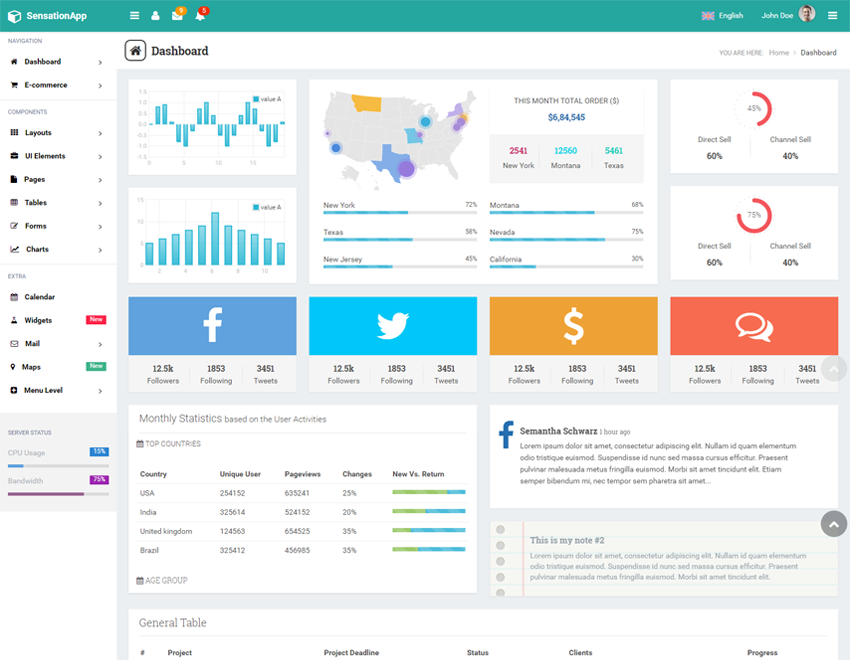 SensationApp
9
5
English
John Doe
NAVIGATION
Dashboard
E-commerce
COMPONENTS
Layouts
UI Elements
Pages
Tables
Forms
Charts
EXTRA
Calendar
Widgets New
Mail
Maps New
Menu Level
SERVER STATUS
CPU Usage 15%
Bandwidth 75%
Dashboard
YOU ARE HERE: Home > Dashboard
value A
1.5
1.0
0.5
0.0
-0.5
-1.0
-1.5
0 5 10 15
value A
15
10
5
0
2 4 6 8 10
THIS MONTH TOTAL ORDER ($)
$6,84,545
2541 12560 5461
New York Montana Texas
New York 72% Montana 68%
Texas 58% Nevada 75%
New Jersey 45% California 30%
45%
Direct Sell Channel Sell
60% 40%
75%
Direct Sell Channel Sell
60% 40%
12.5k 1853 3451
Followers Following Tweets
12.5k 1853 3451
Followers Following Tweets
12.5k 1853 3451
Followers Following Tweets
12.5k 1853 3451
Followers Following Tweets
Monthly Statistics based on the User Activities
TOP COUNTRIES
Country Unique User Pageviews Changes New Vs. Return
USA 254152 635241 25%
India 325614 524152 20%
United kingdom 124563 654525 35%
Brazil 325412 456985 35%
AGE GROUP
Semantha Schwarz 1 hour ago
Lorem ipsum dolor sit amet, consectetur adipiscing elit. Nullam id
odio tristique euismod justo. Nunc id sed massa cursus efficitur. Praesent
pulvinar malesuada metus fringilla euismod. Morbi sit amet tincidunt elit. Etiam
semper bibendum mi, nec tempor sem pharetra sit amet...
This is my note #2
Lorem ipsum dolor sit amet, consectetur adipiscing elit. Nullam id
odio tristique euismod justo. Nunc id sed massa cursus efficitur. Praesent
pulvinar malesuada metus fringilla tincidunt elit.
General Table
# Project Project Deadline Status Clients Progress